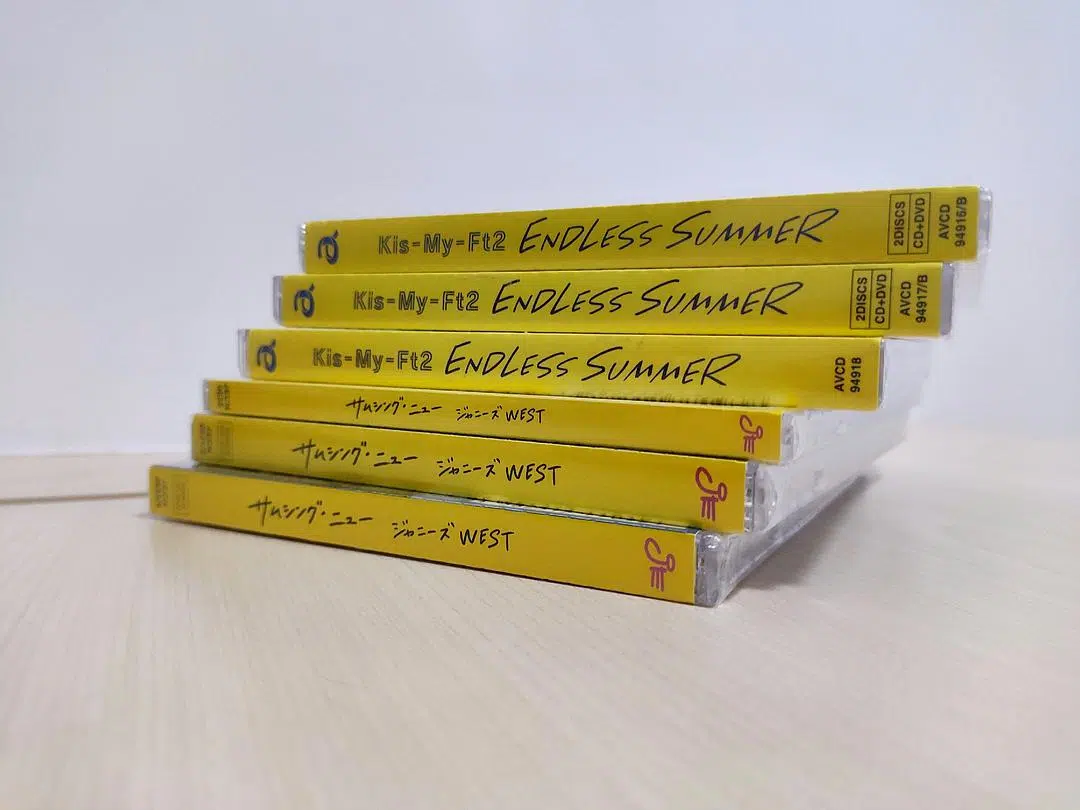 a Kis-My-Ft2 ENDLESS SUMMER 2DISCS CD+DVD AVCD 94916/B
a Kis-My-Ft2 ENDLESS SUMMER 2DISCS CD+DVD AVCD 94917/B
a Kis-My-Ft2 ENDLESS SUMMER AVCD 94918
サムシング・ニュー ジャニーズWEST JE
サムシング・ニュー ジャニーズWEST JE
サムシング・ニュー ジャニーズWEST JE